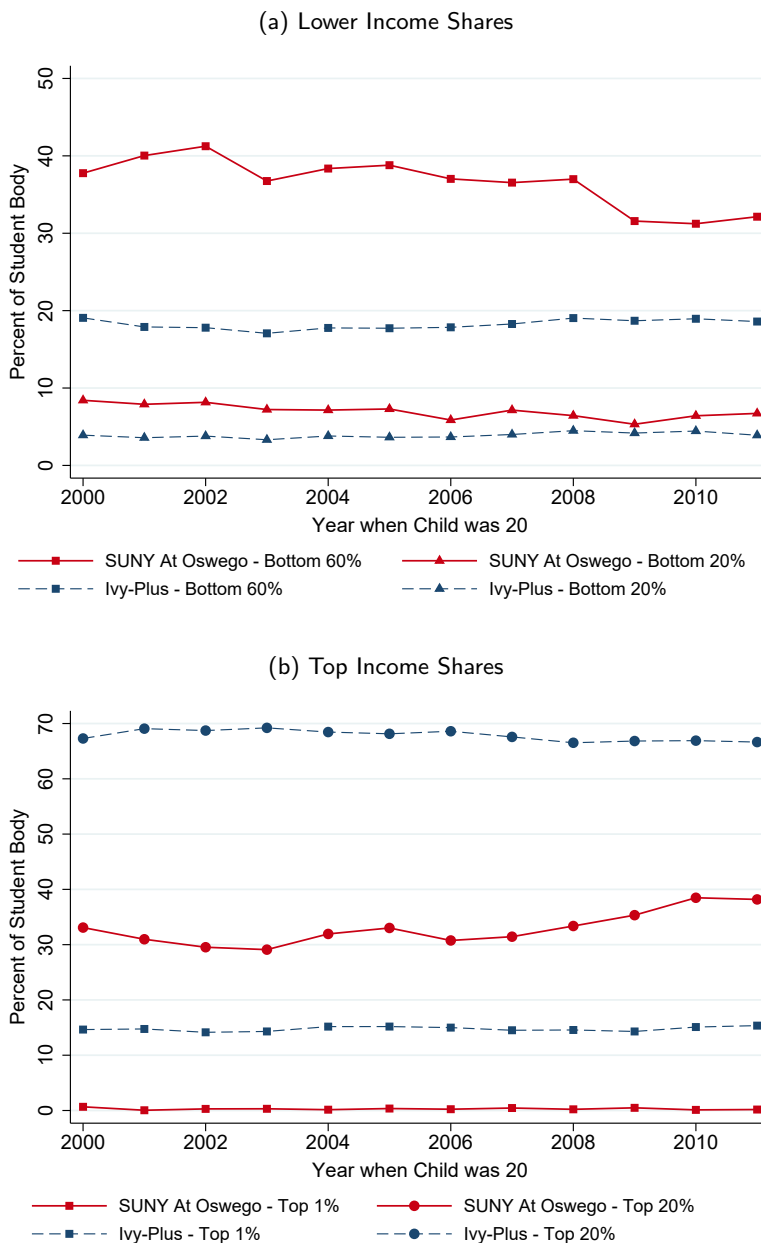 (a) Lower Income Shares
50
40
30
20
10
0
Percent of Student Body
2000 2002 2004 2006 2008 2010
Year when Child was 20
SUNY At Oswego - Bottom 60% SUNY At Oswego - Bottom 20%
Ivy-Plus - Bottom 60% Ivy-Plus - Bottom 20%
(b) Top Income Shares
70
60
50
40
30
20
10
0
Percent of Student Body
2000 2002 2004 2006 2008 2010
Year when Child was 20
SUNY At Oswego - Top 1% SUNY At Oswego - Top 20%
Ivy-Plus - Top 1% Ivy-Plus - Top 20%